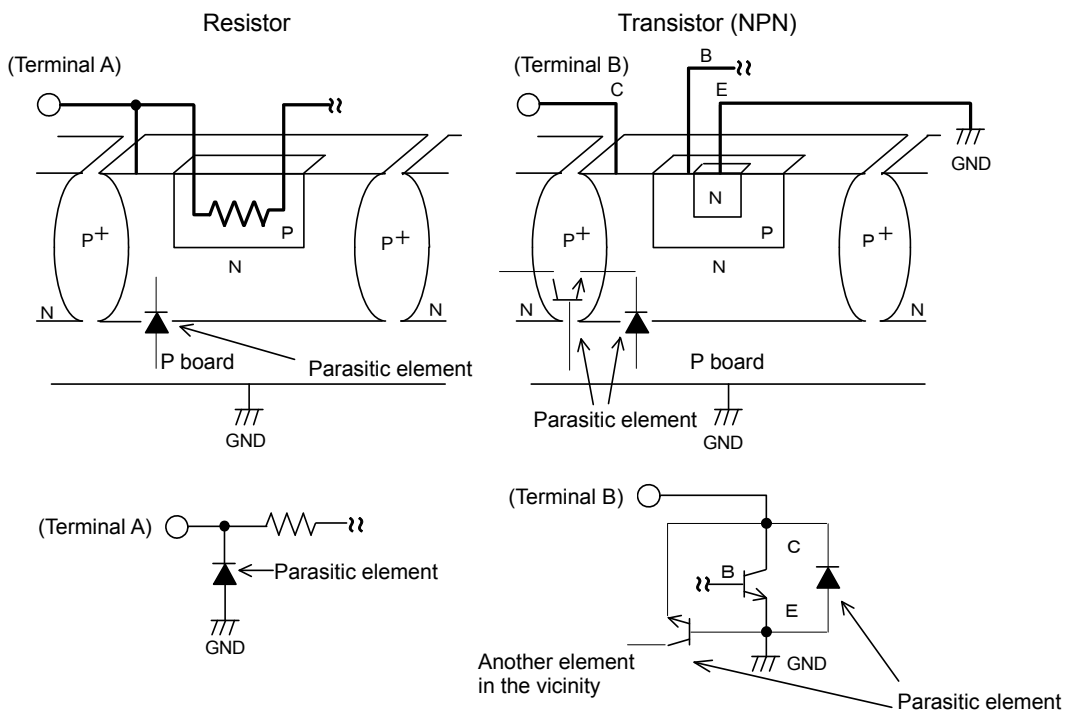 Resistor
(Terminal A)
P+
P+
P
N
N
N
P board
Parasitic element
GND
Transistor (NPN)
(Terminal B)
B
C
E
GND
N
P+
P+
P
N
N
N
P board
Parasitic element
GND
(Terminal A)
Parasitic element
GND
(Terminal B)
C
B
E
GND
Another element
in the vicinity
Parasitic element